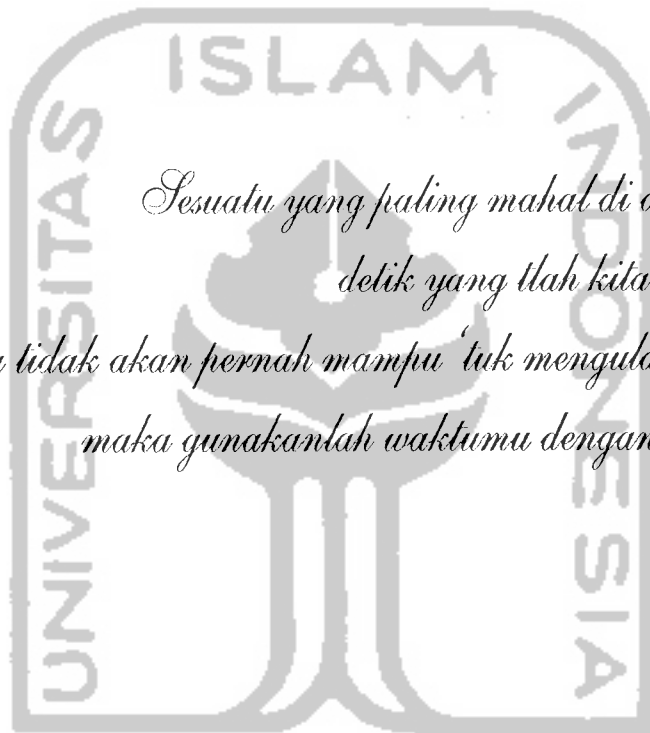 ISLAM
UNIVERSITAS
INDONESIA
Sesuatu yang paling mahal di
detik yang tlah kita
tidak akan pernah mampu 'tuk
maka gunakanlah waktumu dengan